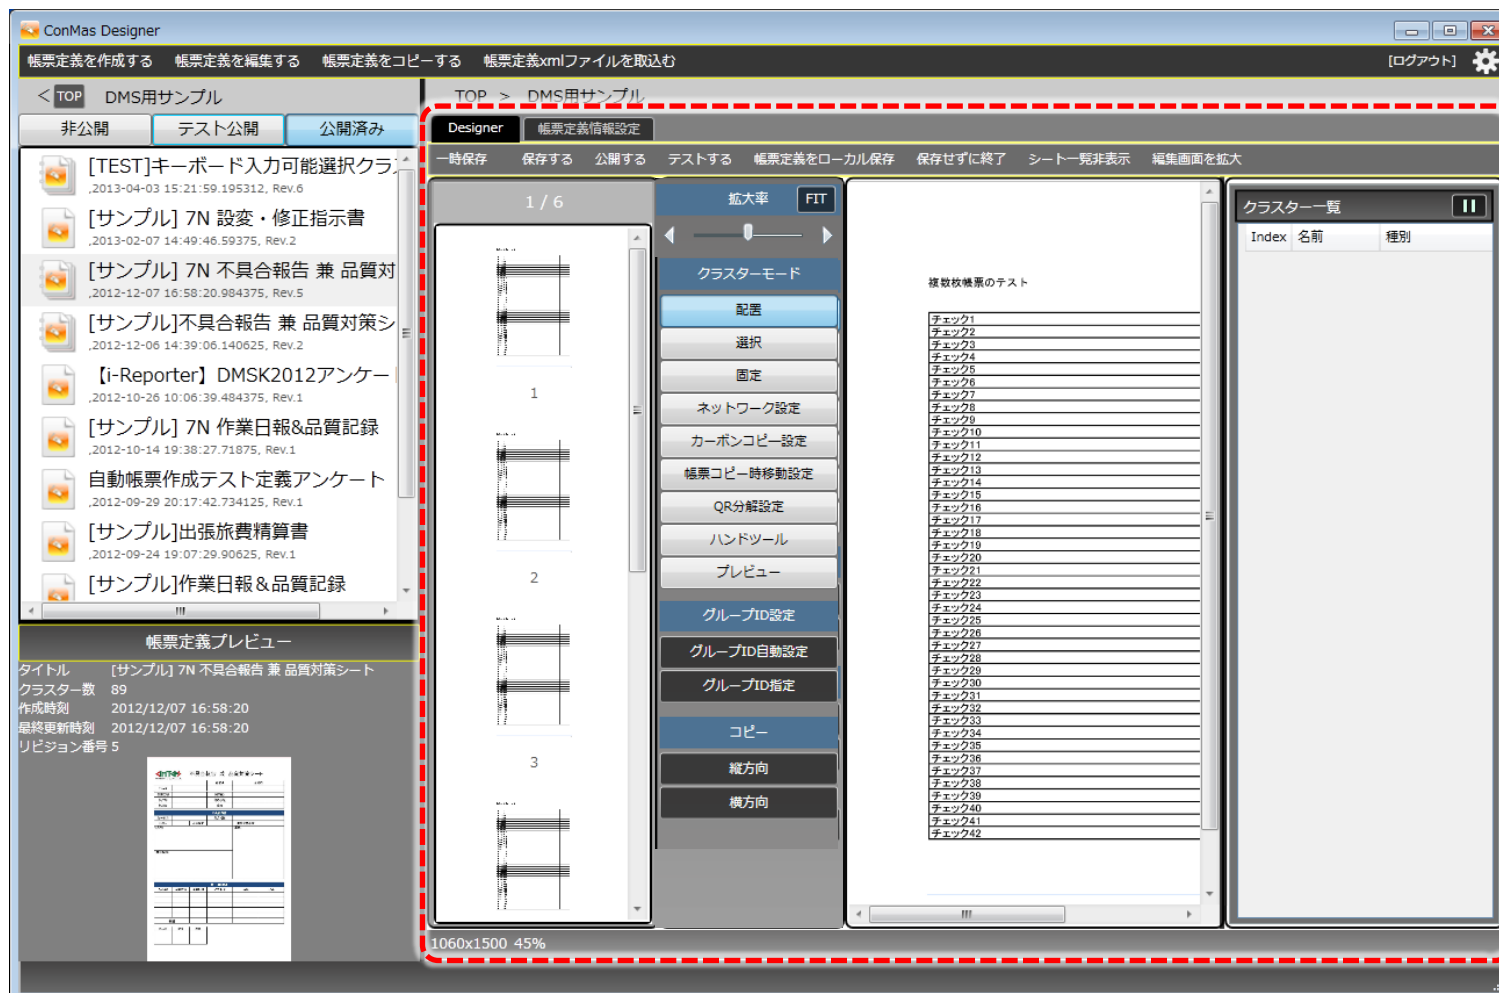 ConMas Designer
帳票定義を作成する 帳票定義を編集する 帳票定義をコピーする 帳票定義xmlファイルを取込む [ログアウト]
< TOP DMS用サンプル
TOP > DMS用サンプル
非公開 テスト公開 公開済み
[TEST]キーボード入力可能選択クラ
,2013-04-03 15:21:59.195312, Rev.6
[サンプル] 7N 設変・修正指示書
,2013-02-07 14:49:46.59375, Rev.2
[サンプル] 7N 不具合報告 兼 品質対
,2012-12-07 16:58:20.984375, Rev.5
[サンプル]不具合報告 兼 品質対策シ
,2012-12-06 14:39:06.140625, Rev.2
【i-Reporter】DMSK2012アンケー
,2012-10-26 10:06:39.484375, Rev.1
[サンプル] 7N 作業日報&品質記録
,2012-10-14 19:38:27.71875, Rev.1
自動帳票作成テスト定義アンケート
,2012-09-29 20:17:42.734125, Rev.1
[サンプル]出張旅費精算書
,2012-09-24 19:07:29.90625, Rev.1
[サンプル]作業日報＆品質記録
帳票定義プレビュー
タイトル [サンプル] 7N 不具合報告 兼 品質対策シート
クラスター数 89
作成時刻 2012/12/07 16:58:20
最終更新時刻 2012/12/07 16:58:20
リビジョン番号 5
Designer 帳票定義情報設定
一時保存 保存する 公開する テストする 帳票定義をローカル保存 保存せずに終了 シート一覧非表示 編集画面を拡大
1 / 6
1
2
3
拡大率 FIT
クラスターモード
配置
選択
固定
ネットワーク設定
カーボンコピー設定
帳票コピー時移動設定
QR分解設定
ハンドツール
プレビュー
グループID設定
グループID自動設定
グループID指定
コピー
縦方向
横方向
複数枚帳票のテスト
チェック1
チェック2
チェック3
チェック4
チェック5
チェック6
チェック7
チェック8
チェック9
チェック10
チェック11
チェック12
チェック13
チェック14
チェック15
チェック16
チェック17
チェック18
チェック19
チェック20
チェック21
チェック22
チェック23
チェック24
チェック25
チェック26
チェック27
チェック28
チェック29
チェック30
チェック31
チェック32
チェック33
チェック34
チェック35
チェック36
チェック37
チェック38
チェック39
チェック40
チェック41
チェック42
クラスター一覧
Index 名前 種別
1060x1500 45%